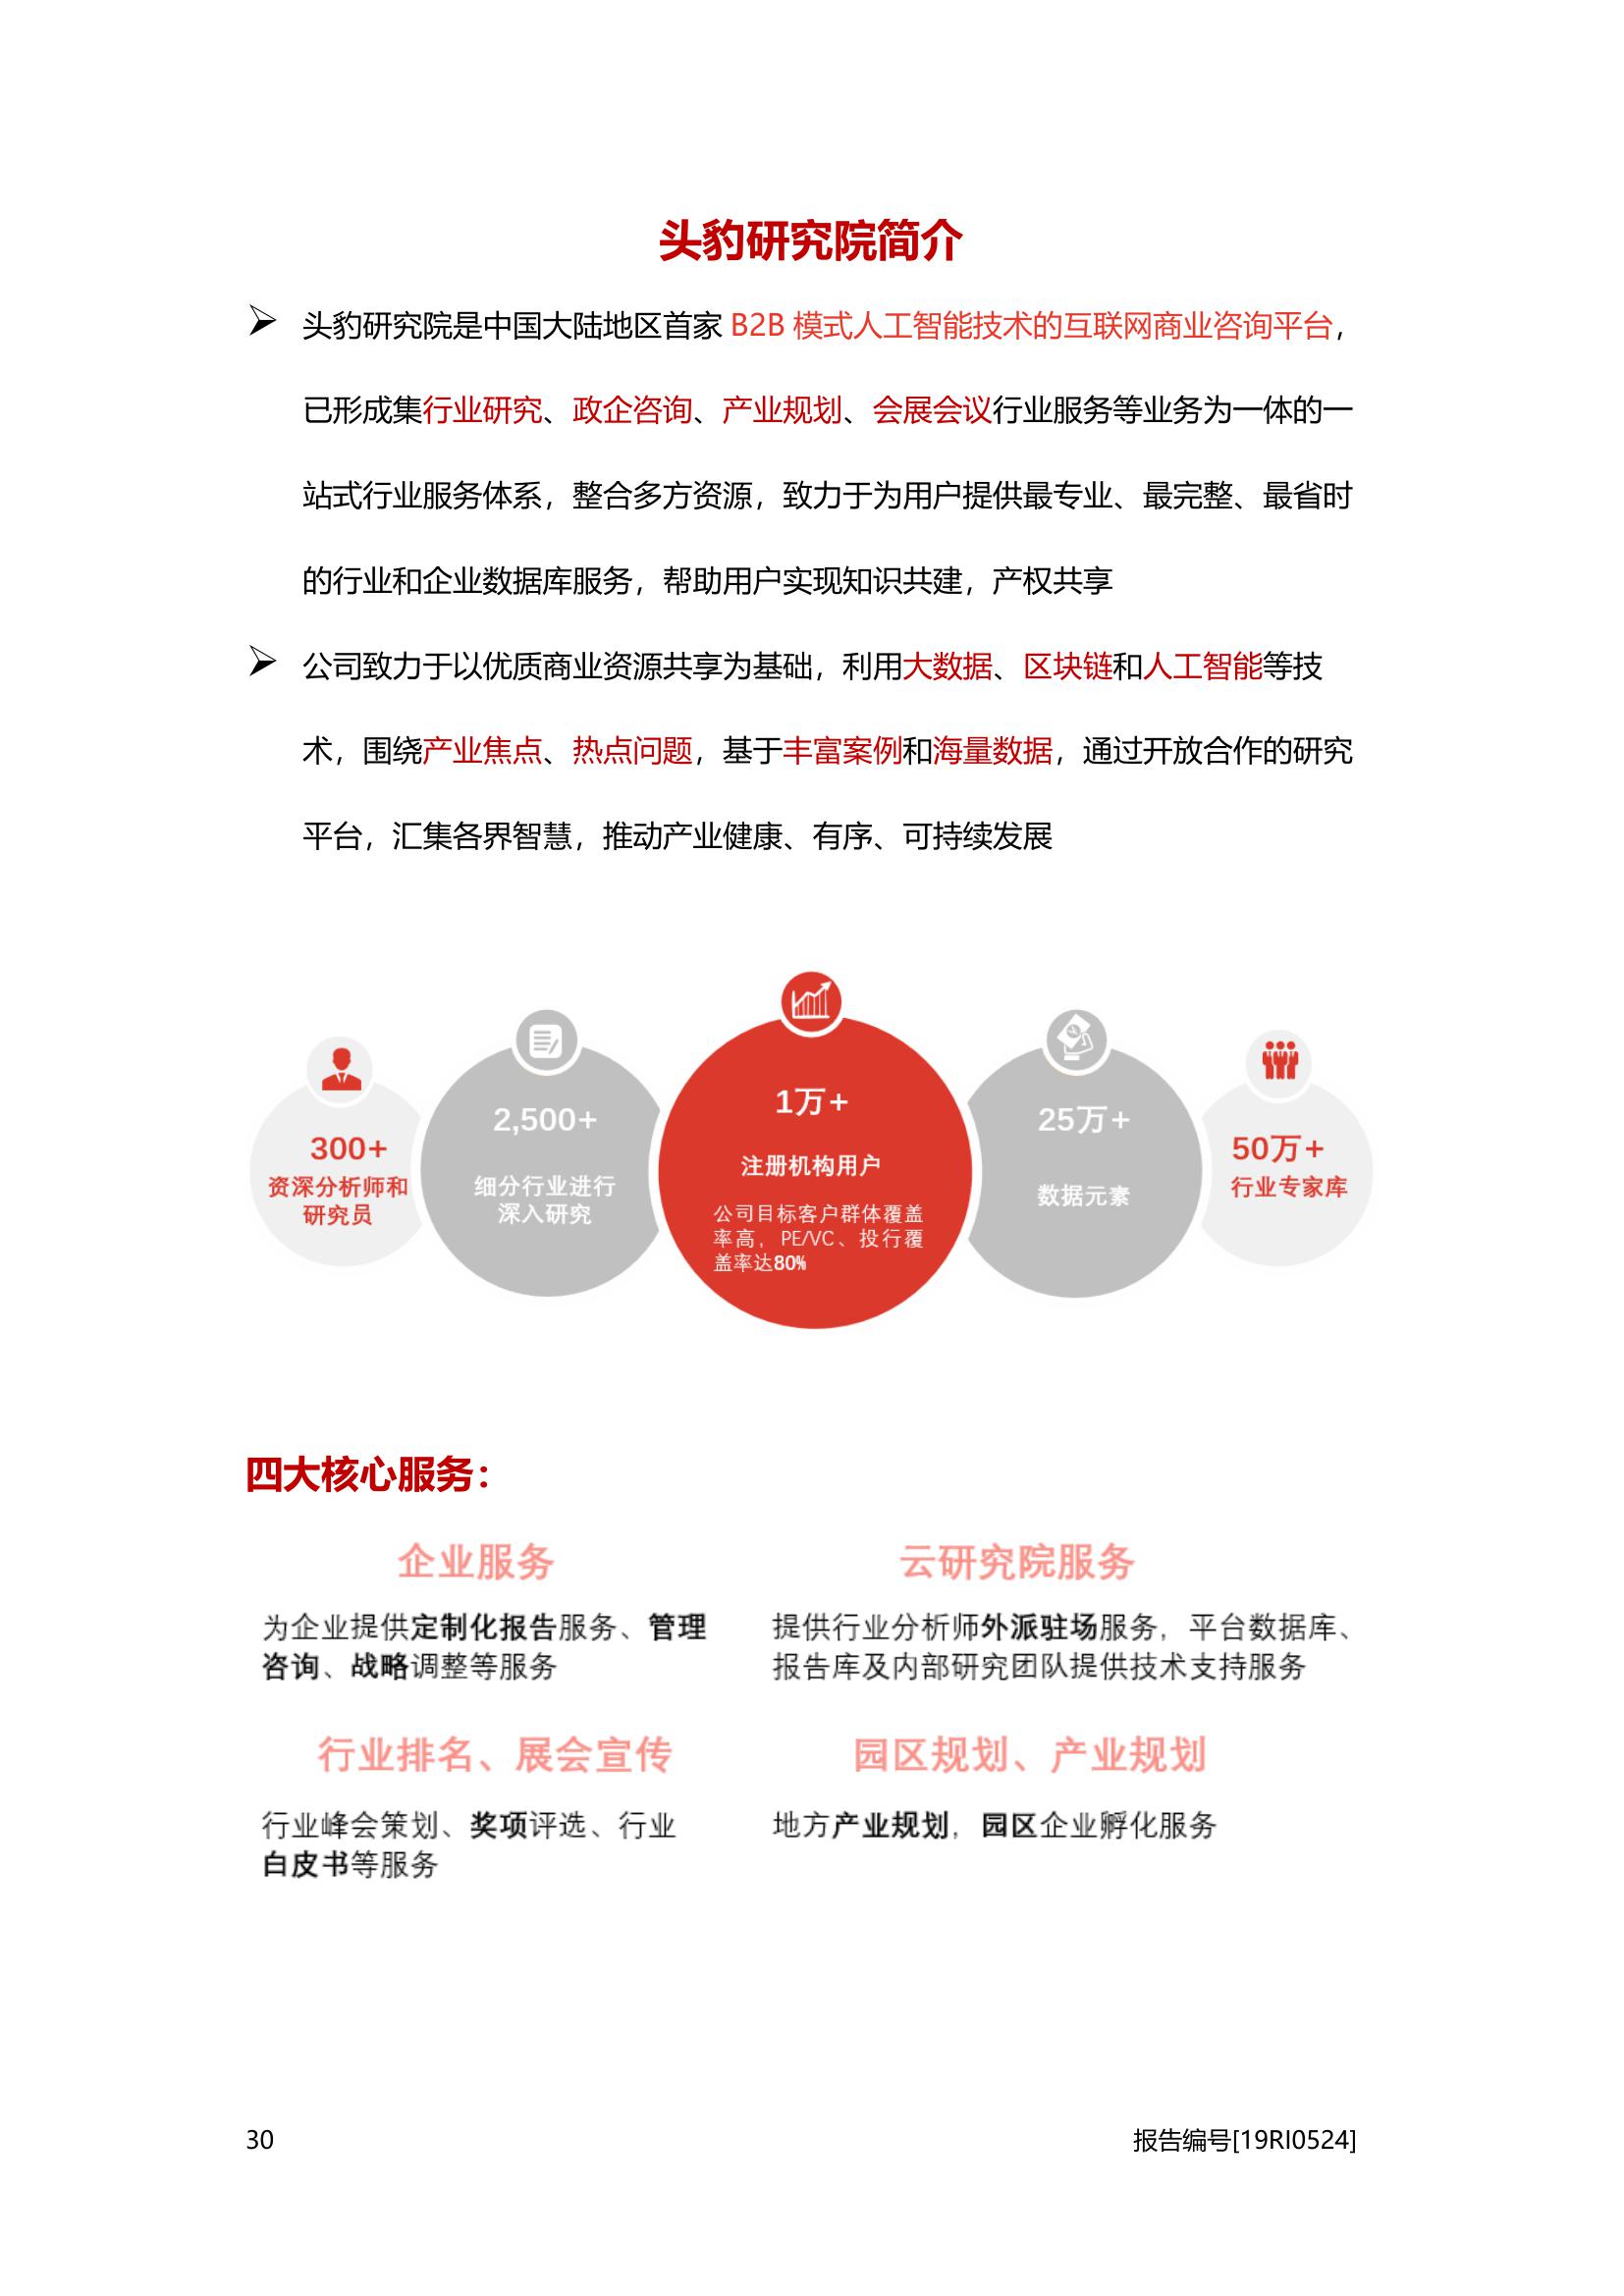 头豹研究院简介
头豹研究院是中国大陆地区首家 B2B 模式人工智能技术的互联网商业咨询平台，
已形成集行业研究、政企咨询、产业规划、会展会议行业服务等业务为一体的一
站式行业服务体系，整合多方资源，致力于为用户提供最专业、最完整、最省时
的行业和企业数据库服务，帮助用户实现知识共建，产权共享
公司致力于以优质商业资源共享为基础，利用大数据、区块链和人工智能等技
术，围绕产业焦点、热点问题，基于丰富案例和海量数据，通过开放合作的研究
平台，汇集各界智慧，推动产业健康、有序、可持续发展
300+
资深分析师和
研究员
2,500+
细分行业进行
深入研究
1万+
注册机构用户
公司目标客户群体覆盖
率高，PE/VC、投行覆
盖率达80%
25万+
数据元素
50万+
行业专家库
四大核心服务：
企业服务
为企业提供定制化报告服务、管理
咨询、战略调整等服务
云研究院服务
提供行业分析师外派驻场服务，平台数据库、
报告库及内部研究团队提供技术支持服务
行业排名、展会宣传
行业峰会策划、奖项评选、行业
白皮书等服务
园区规划、产业规划
地方产业规划，园区企业孵化服务
30
报告编号[19RI0524]